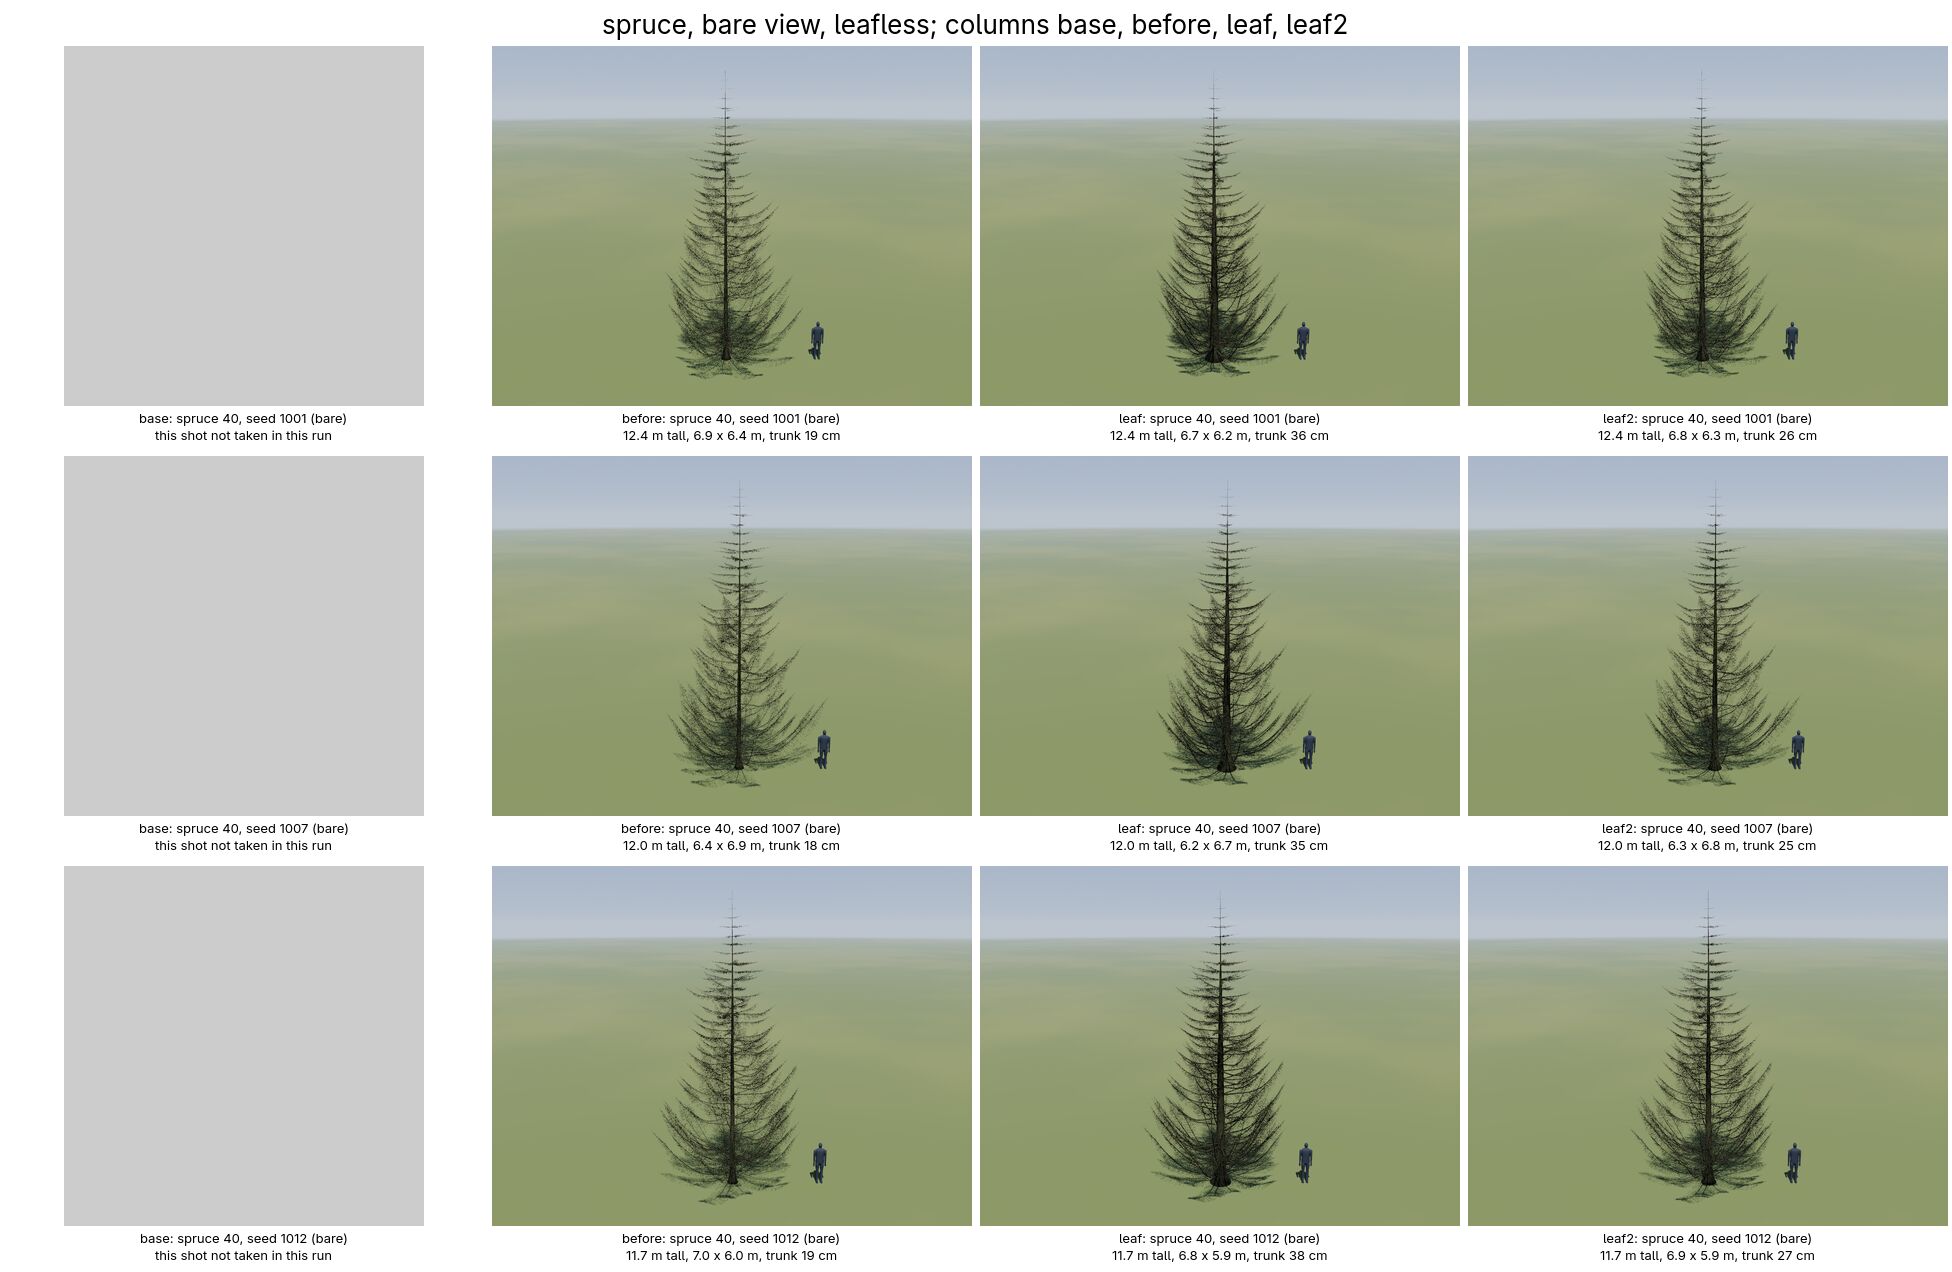 spruce, bare view, leafless; columns base, before, leaf, leaf2
base: spruce 40, seed 1001 (bare)
this shot not taken in this run
before: spruce 40, seed 1001 (bare)
12.4 m tall, 6.9 x 6.4 m, trunk 19 cm
leaf: spruce 40, seed 1001 (bare)
12.4 m tall, 6.7 x 6.2 m, trunk 36 cm
leaf2: spruce 40, seed 1001 (bare)
12.4 m tall, 6.8 x 6.3 m, trunk 26 cm
base: spruce 40, seed 1007 (bare)
this shot not taken in this run
before: spruce 40, seed 1007 (bare)
12.0 m tall, 6.4 x 6.9 m, trunk 18 cm
leaf: spruce 40, seed 1007 (bare)
12.0 m tall, 6.2 x 6.7 m, trunk 35 cm
leaf2: spruce 40, seed 1007 (bare)
12.0 m tall, 6.3 x 6.8 m, trunk 25 cm
base: spruce 40, seed 1012 (bare)
this shot not taken in this run
before: spruce 40, seed 1012 (bare)
11.7 m tall, 7.0 x 6.0 m, trunk 19 cm
leaf: spruce 40, seed 1012 (bare)
11.7 m tall, 6.8 x 5.9 m, trunk 38 cm
leaf2: spruce 40, seed 1012 (bare)
11.7 m tall, 6.9 x 5.9 m, trunk 27 cm